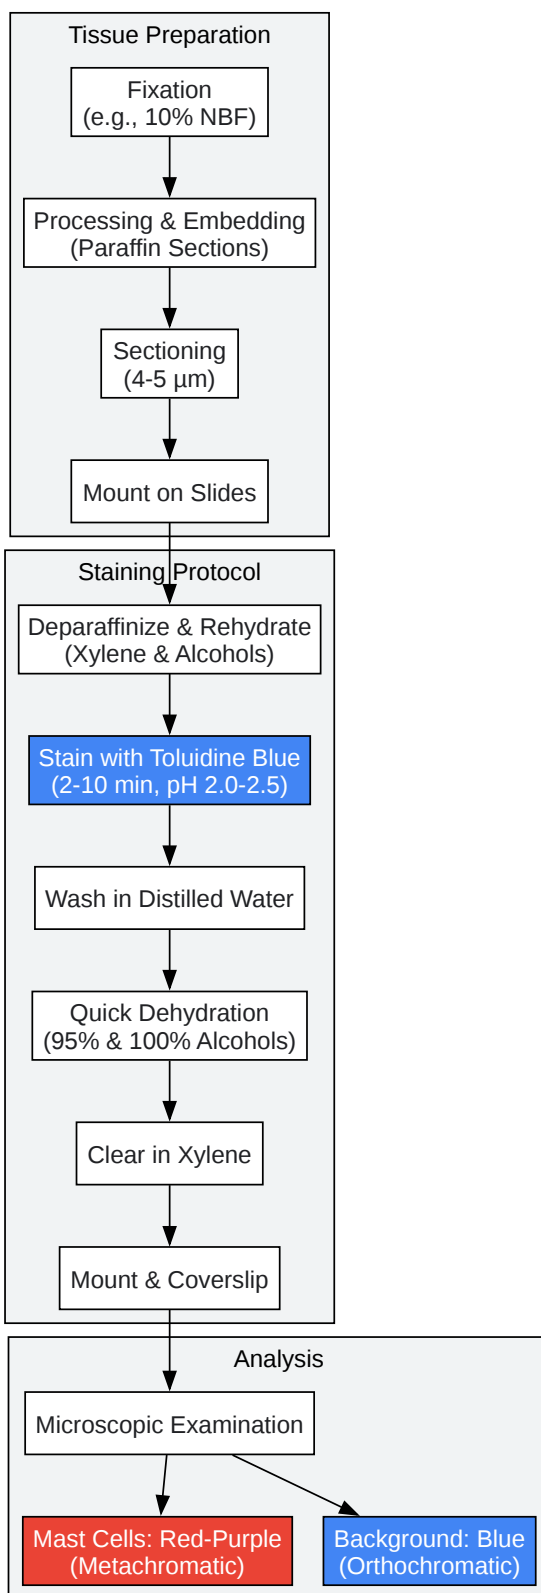 Tissue Preparation
Fixation
(e.g., 10% NBF)
Processing & Embedding
(Paraffin Sections)
Sectioning
(4-5 µm)
Mount on Slides
Staining Protocol
Deparaffinize & Rehydrate
(Xylene & Alcohols)
Stain with Toluidine Blue
(2-10 min, pH 2.0-2.5)
Wash in Distilled Water
Quick Dehydration
(95% & 100% Alcohols)
Clear in Xylene
Mount & Coverslip
Analysis
Microscopic Examination
Mast Cells: Red-Purple
(Metachromatic)
Background: Blue
(Orthochromatic)